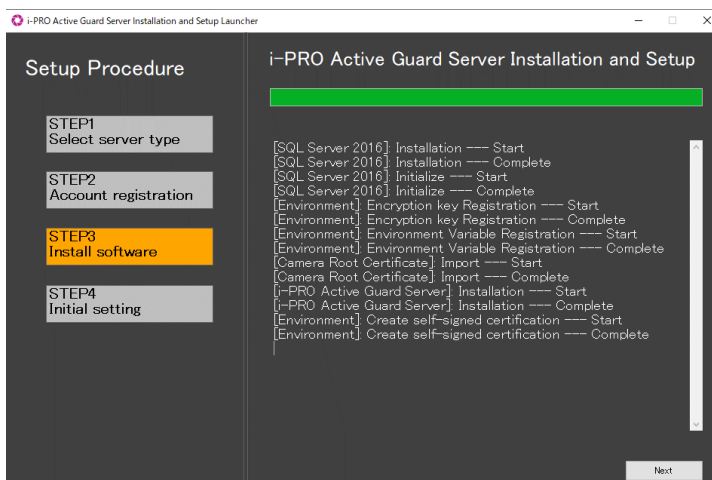 i-PRO Active Guard Server Installation and Setup Launcher
Setup Procedure
STEP1
Select server type
STEP2
Account registration
STEP3
Install software
STEP4
Initial setting
i-PRO Active Guard Server Installation and Setup
[SQL Server 2016]: Installation --- Start
[SQL Server 2016]: Installation --- Complete
[SQL Server 2016]: Initialize --- Start
[SQL Server 2016]: Initialize --- Complete
[Environment]: Encryption key Registration --- Start
[Environment]: Encryption key Registration --- Complete
[Environment]: Environment Variable Registration --- Start
[Environment]: Environment Variable Registration --- Complete
[Camera Root Certificate]: Import --- Start
[Camera Root Certificate]: Import --- Complete
[i-PRO Active Guard Server]: Installation --- Start
[i-PRO Active Guard Server]: Installation --- Complete
[Environment]: Create self-signed certification --- Start
[Environment]: Create self-signed certification --- Complete
Next